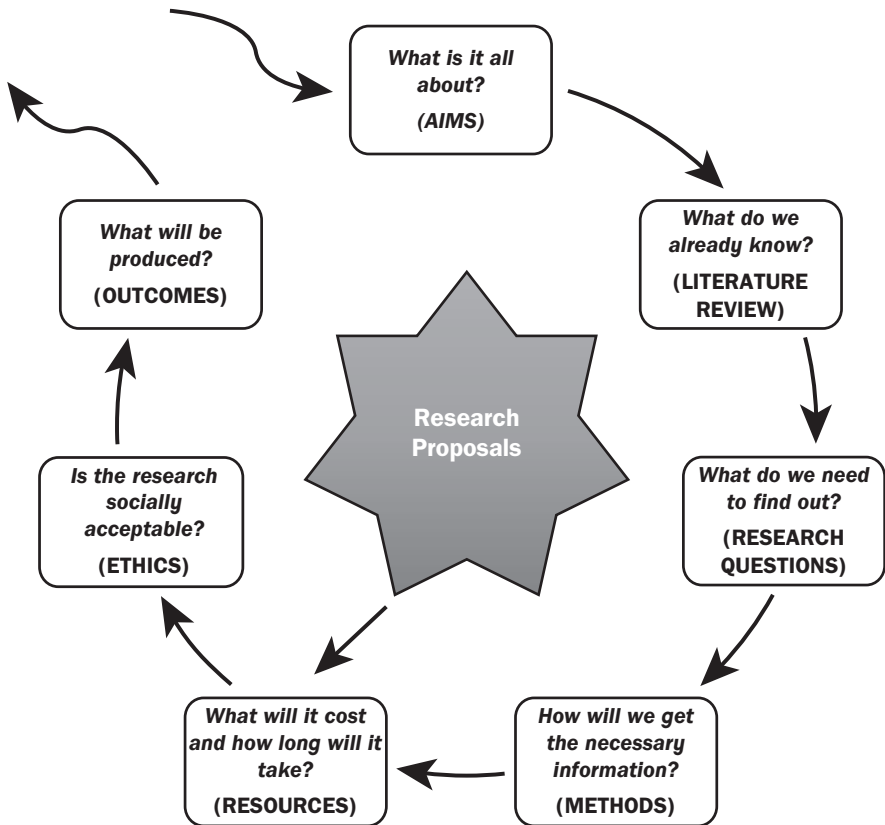 What is it all
about?
(AIMS)
What do we
already know?
(LITERATURE
REVIEW)
What do we need
to find out?
(RESEARCH
QUESTIONS)
How will we get
the necessary
information?
(METHODS)
What will it cost
and how long will it
take?
(RESOURCES)
Is the research
socially
acceptable?
(ETHICS)
What will be
produced?
(OUTCOMES)
Research
Proposals